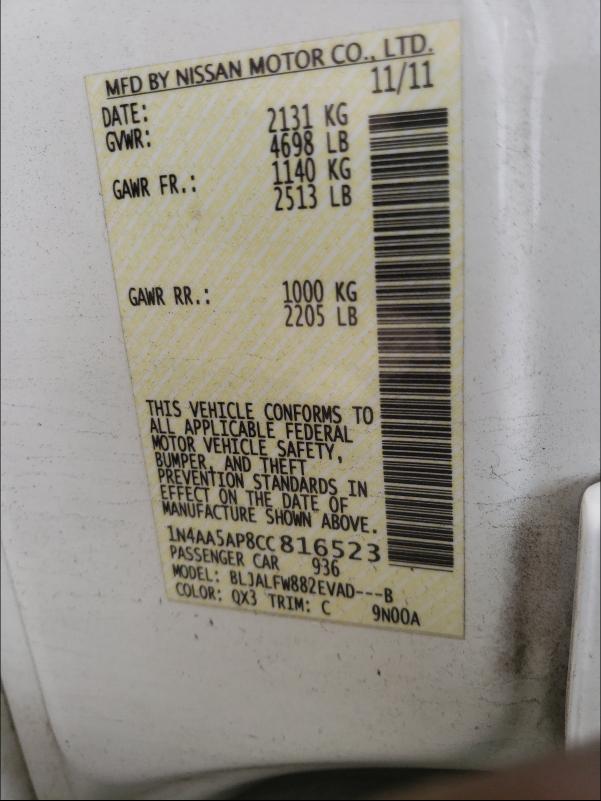 MFD BY NISSAN MOTOR CO., LTD.
DATE: 11/11
GVWR: 2131 KG
4698 LB
GAWR FR.: 1140 KG
2513 LB
GAWR RR.: 1000 KG
2205 LB
THIS VEHICLE CONFORMS TO
ALL APPLICABLE FEDERAL
MOTOR VEHICLE SAFETY,
BUMPER, AND THEFT
PREVENTION STANDARDS IN
EFFECT ON THE DATE OF
MANUFACTURE SHOWN ABOVE.
1N4AA5AP8CC816523
PASSENGER CAR 936
MODEL: BLJALFW882EVAD---B
COLOR: QX3 TRIM: C 9N00A